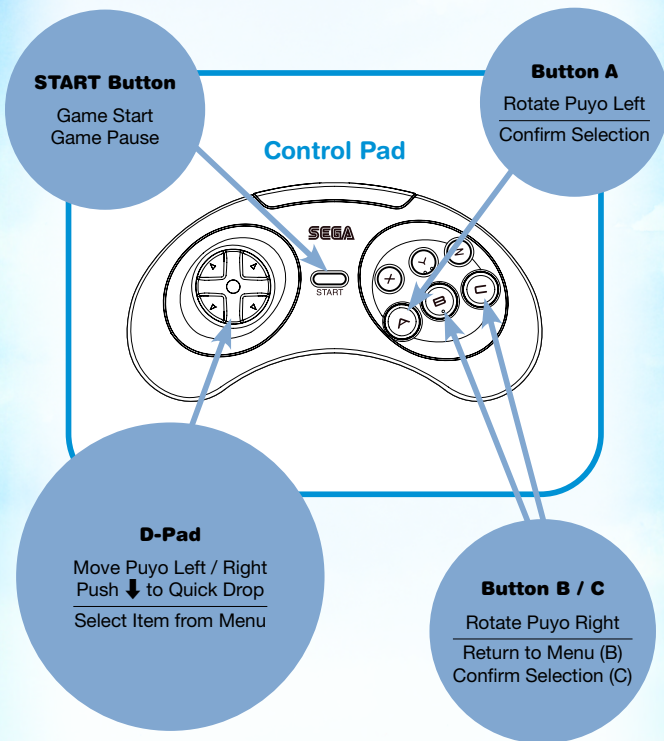 START Button
Game Start
Game Pause
Button A
Rotate Puyo Left
Confirm Selection
Control Pad
SEGA
START
X
Y
Z
A
B
C
D-Pad
Move Puyo Left / Right
Push ⬇ to Quick Drop
Select Item from Menu
Button B / C
Rotate Puyo Right
Return to Menu (B)
Confirm Selection (C)